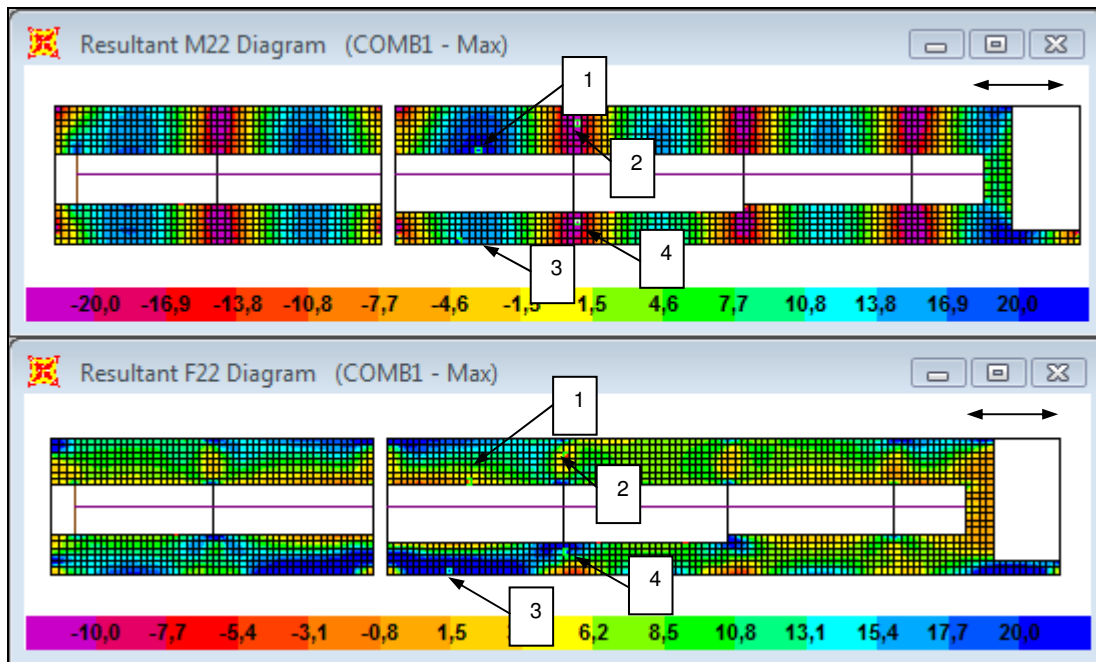 Resultant M22 Diagram (COMB1 - Max)
1
2
3
4
-20,0 -16,9 -13,8 -10,8 -7,7 -4,6 1,5 4,6 7,7 10,8 13,8 16,9 20,0
Resultant F22 Diagram (COMB1 - Max)
1
2
4
3
-10,0 -7,7 -5,4 -3,1 -0,8 1,5 6,2 8,5 10,8 13,1 15,4 17,7 20,0